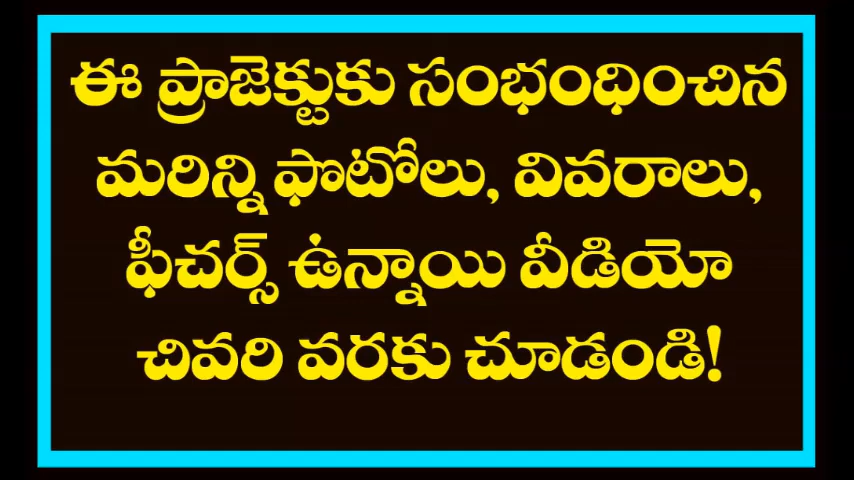 ఈ ప్రాజెక్టుకు సంభందించిన
మరిన్ని ఫొటోలు, వివరాలు,
ఫీచర్స్ ఉన్నాయి వీడియో
చివరి వరకు చూడండి!